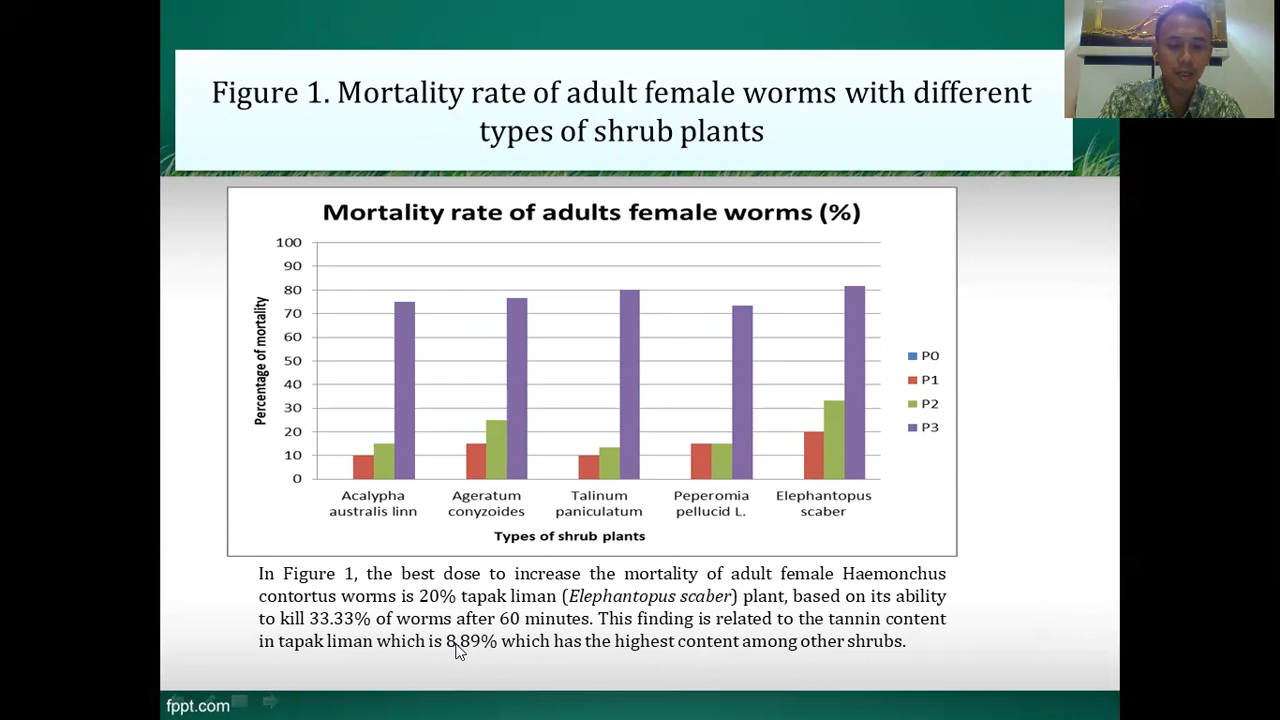 Figure 1. Mortality rate of adult female worms with different
types of shrub plants
Mortality rate of adults female worms (%)
Percentage of mortality
100
90
80
70
60
50
40
30
20
10
0
P0
P1
P2
P3
Acalypha
australis linn
Ageratum
conyzoides
Talinum
paniculatum
Peperomia
pellucid L.
Elephantopus
scaber
Types of shrub plants
In Figure 1, the best dose to increase the mortality of adult female Haemonchus
contortus worms is 20% tapak liman (Elephantopus scaber) plant, based on its ability
to kill 33.33% of worms after 60 minutes. This finding is related to the tannin content
in tapak liman which is 8.89% which has the highest content among other shrubs.
fppt.com